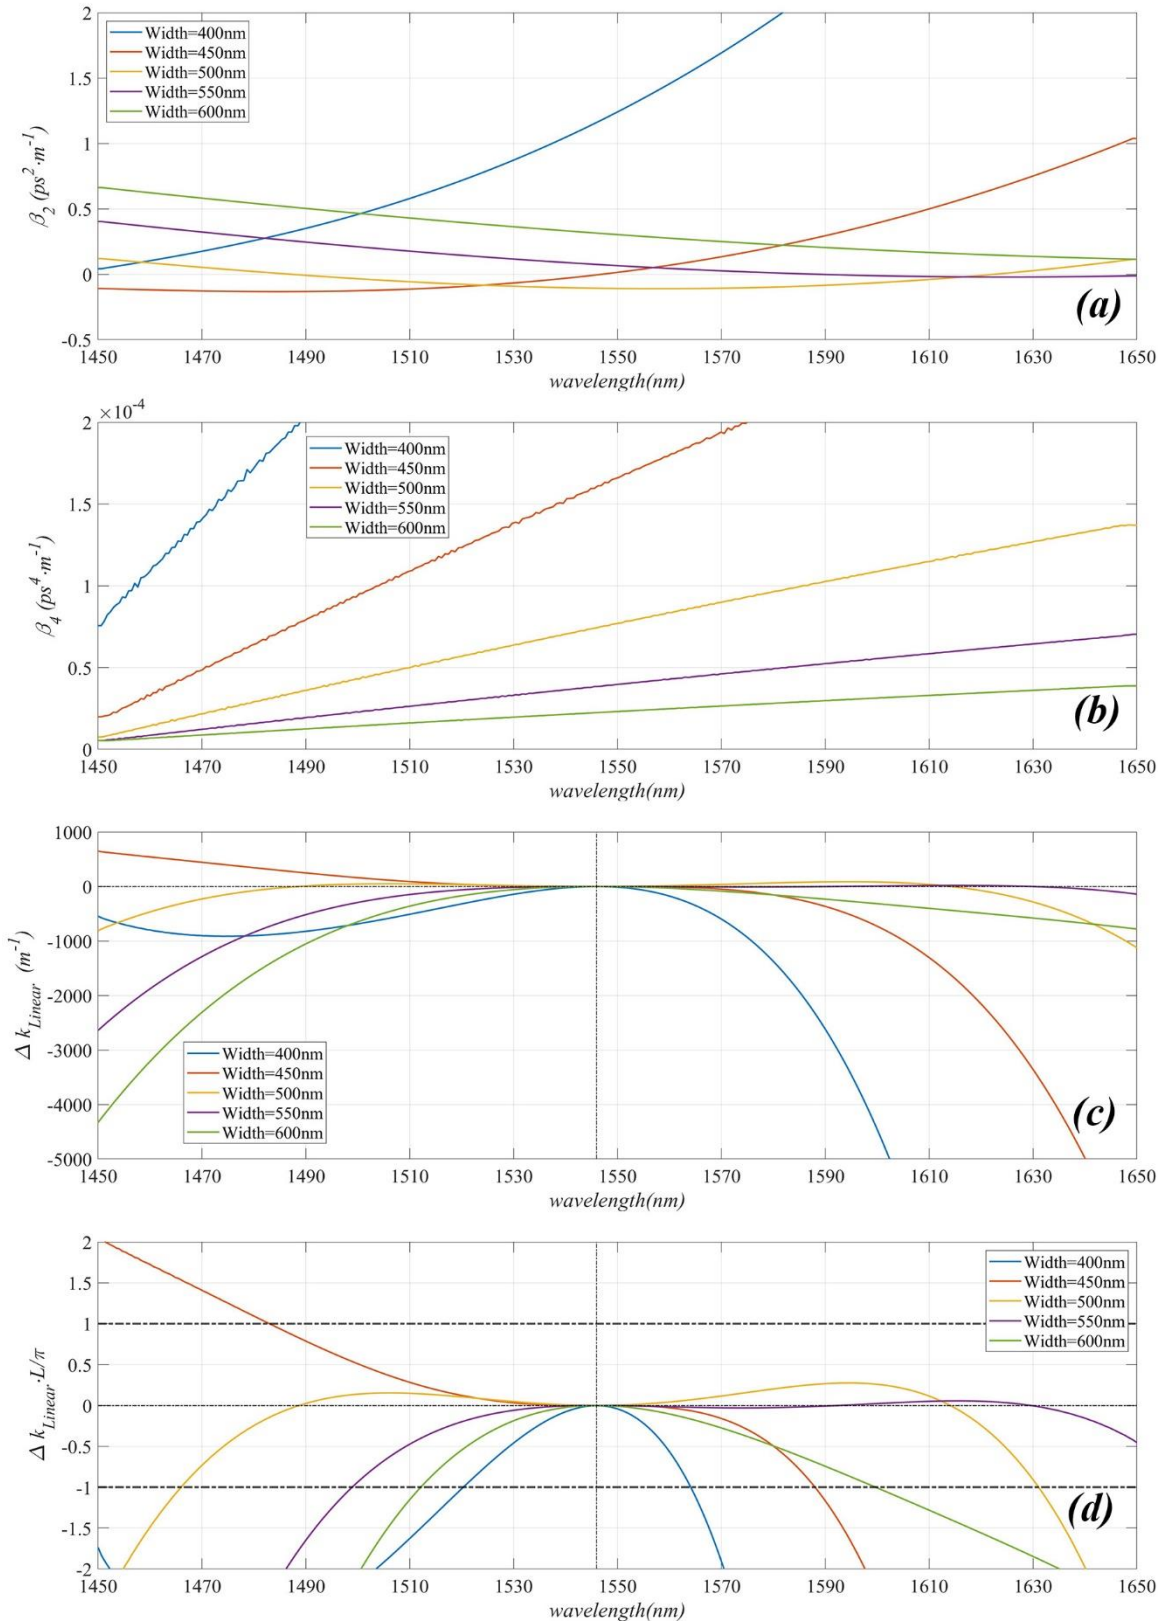 2
1.5
1
0.5
0
-0.5
β2 (ps2·m-1)
Width=400nm
Width=450nm
Width=500nm
Width=550nm
Width=600nm
(a)
1450 1470 1490 1510 1530 1550 1570 1590 1610 1630 1650
wavelength(nm)
×10-4
2
1.5
1
0.5
0
β4 (ps4·m-1)
Width=400nm
Width=450nm
Width=500nm
Width=550nm
Width=600nm
(b)
1450 1470 1490 1510 1530 1550 1570 1590 1610 1630 1650
wavelength(nm)
1000
0
-1000
-2000
-3000
-4000
-5000
Δ kLinear (m-1)
Width=400nm
Width=450nm
Width=500nm
Width=550nm
Width=600nm
(c)
1450 1470 1490 1510 1530 1550 1570 1590 1610 1630 1650
wavelength(nm)
2
1.5
1
0.5
0
-0.5
-1
-1.5
-2
Δ kLinear·L/π
Width=400nm
Width=450nm
Width=500nm
Width=550nm
Width=600nm
(d)
1450 1470 1490 1510 1530 1550 1570 1590 1610 1630 1650
wavelength(nm)